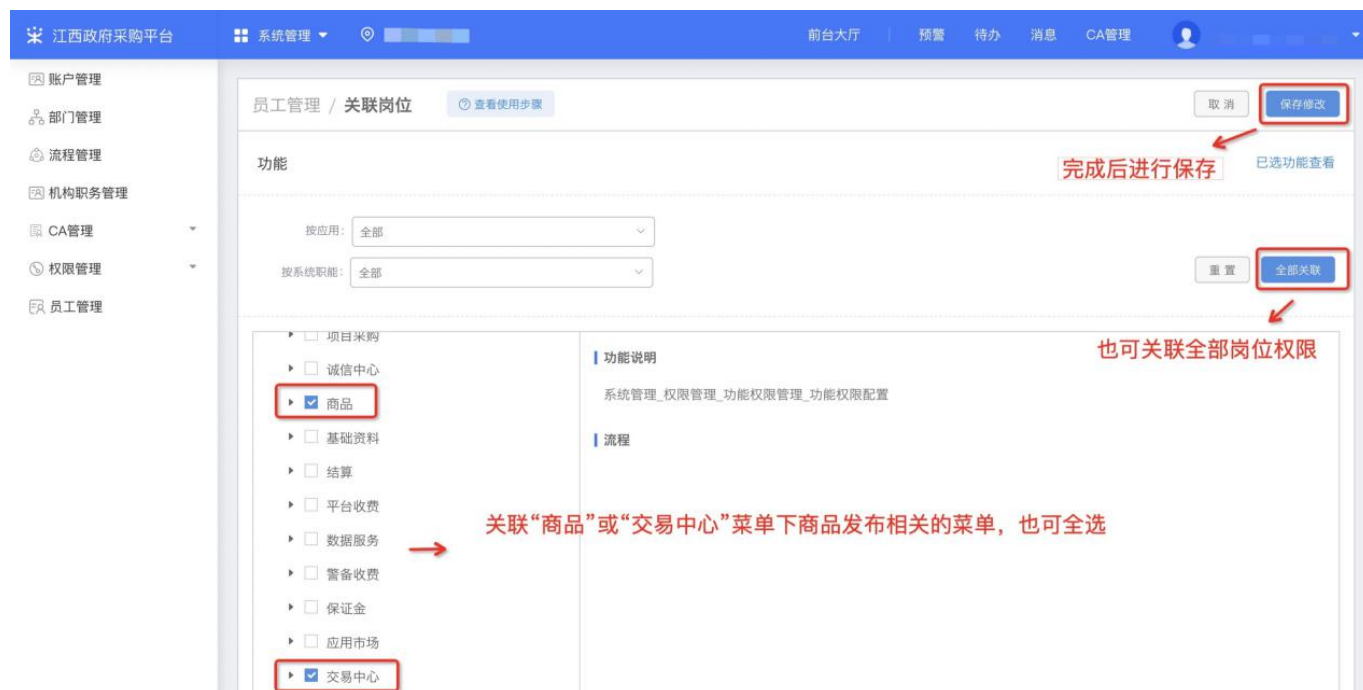 江西政府采购平台 系统管理 前台大厅 预警 待办 消息 CA管理
账户管理
部门管理
流程管理
机构职务管理
CA管理
权限管理
员工管理
员工管理 / 关联岗位 查看使用步骤 取消 保存修改
功能 完成后进行保存 已选功能查看
按应用: 全部
按系统职能: 全部 重置 全部关联
也可关联全部岗位权限
项目采购
诚信中心
商品
基础资料
结算
平台收费
数据服务
警备收费
保证金
应用市场
交易中心
功能说明
系统管理_权限管理_功能权限管理_功能权限配置
流程
关联“商品”或“交易中心”菜单下商品发布相关的菜单，也可全选